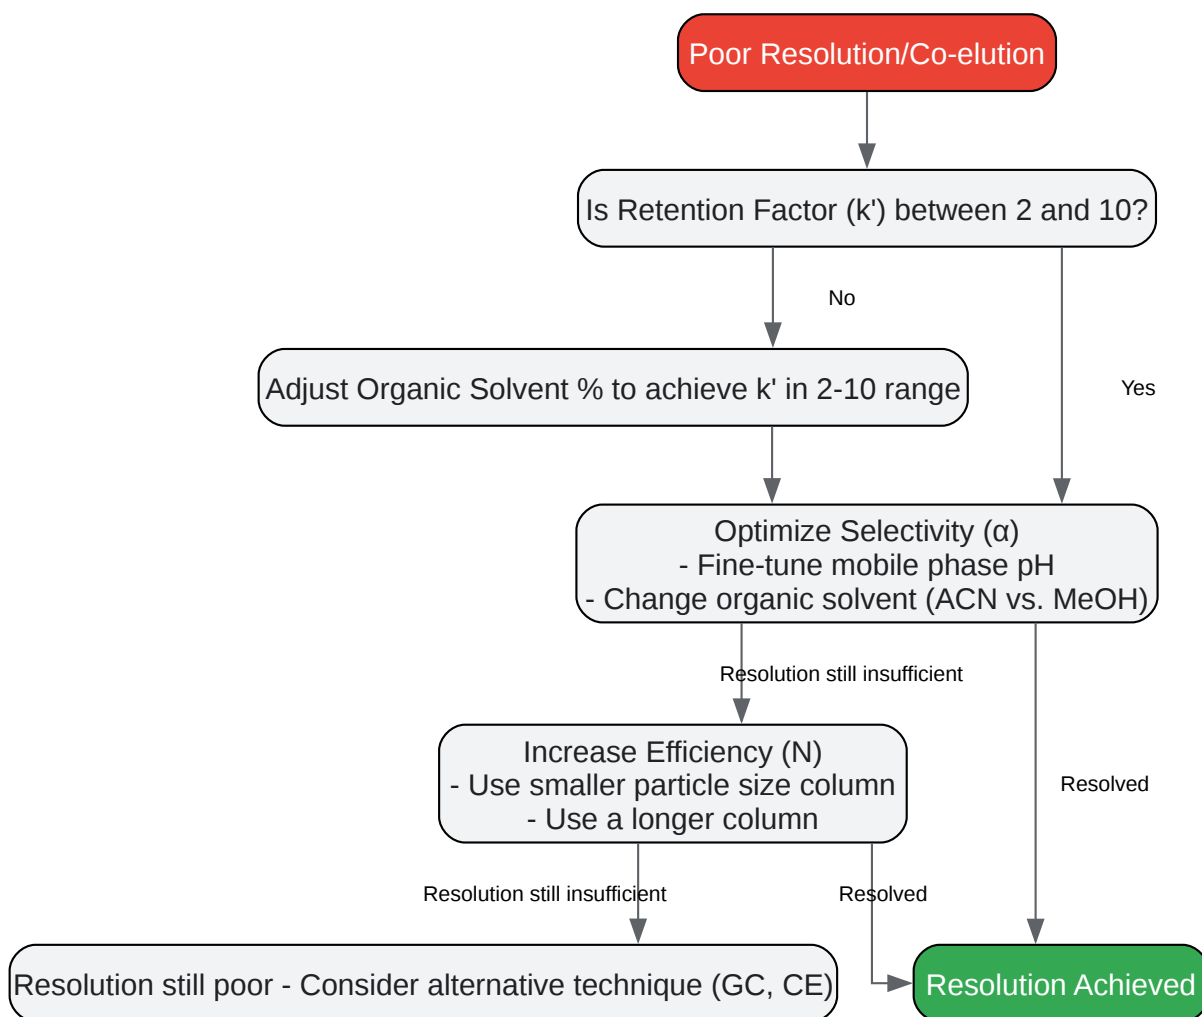 Poor Resolution/Co-elution
Is Retention Factor (k') between 2 and 10?
No
Adjust Organic Solvent % to achieve k' in 2-10 range
Yes
Optimize Selectivity (α)
- Fine-tune mobile phase pH
- Change organic solvent (ACN vs. MeOH)
Resolution still insufficient
Increase Efficiency (N)
- Use smaller particle size column
- Use a longer column
Resolved
Resolution still insufficient
Resolved
Resolution still poor - Consider alternative technique (GC, CE)
Resolution Achieved